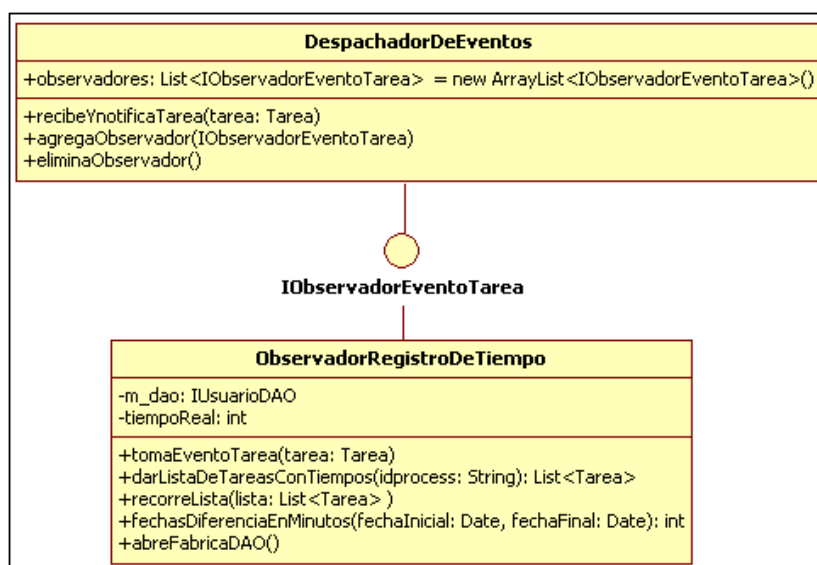 DespachadorDeEventos
+observadores: List<IObservadorEventoTarea> = new ArrayList<IObservadorEventoTarea>()
+recibeYnotificaTarea(tarea: Tarea)
+agregaObservador(IObservadorEventoTarea)
+eliminaObservador()
IObservadorEventoTarea
ObservadorRegistroDeTiempo
-m_dao: IUsuarioDAO
-tiempoReal: int
+tomaEventoTarea(tarea: Tarea)
+darListaDeTareasConTiempos(idprocess: String): List<Tarea>
+recorreLista(lista: List<Tarea> )
+fechasDiferenciaEnMinutos(fechaInicial: Date, fechaFinal: Date): int
+abreFabricaDAO()